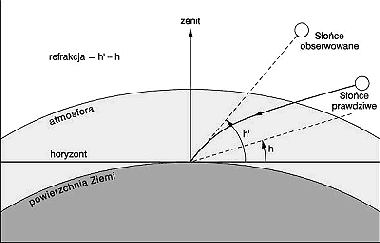 zenit
Słońce
obserwowane
refrakcja = h' - h
Słońce
prawdziwe
atmosfera
h'
h
horyzont
powierzchnia Ziemi